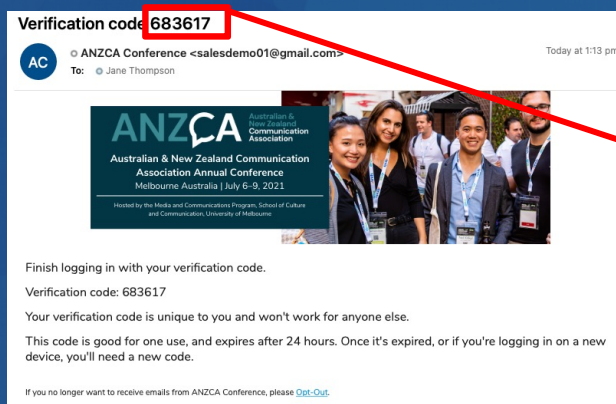 Verification code 683617
ANZCA Conference <salesdemo01@gmail.com>
Today at 1:13 pm
AC
To: Jane Thompson
ANZCA
Australian &
New Zealand
Communication
Association
Australian & New Zealand Communication
Association Annual Conference
Melbourne Australia | July 6–9, 2021
Hosted by the Media and Communications Program, School of Culture
and Communication, University of Melbourne
Finish logging in with your verification code.
Verification code: 683617
Your verification code is unique to you and won't work for anyone else.
This code is good for one use, and expires after 24 hours. Once it's expired, or if you're logging in on a new
device, you'll need a new code.
If you no longer want to receive emails from ANZCA Conference, please Opt-Out.